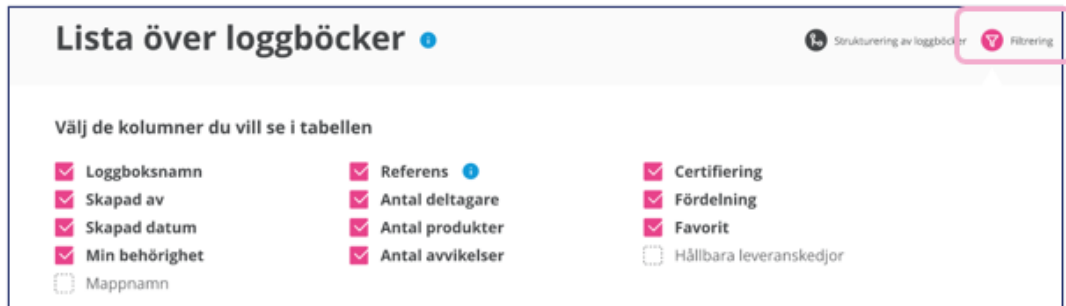 Lista över loggböcker
Strukturering av loggböcker
Filtrering
Välj de kolumner du vill se i tabellen
Loggboksnamn
Skapad av
Skapad datum
Min behörighet
Mappnamn
Referens
Antal deltagare
Antal produkter
Antal avvikelser
Certifiering
Fördelning
Favorit
Hållbara leveranskedjor